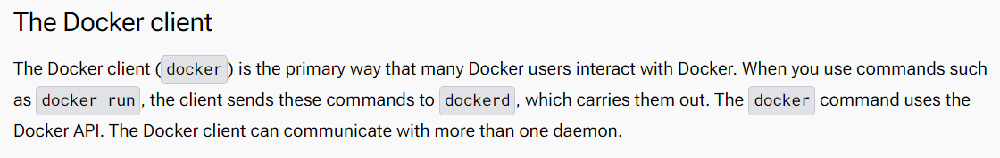 The Docker client
The Docker client (docker) is the primary way that many Docker users interact with Docker. When you use commands such
as docker run, the client sends these commands to dockerd, which carries them out. The docker command uses the
Docker API. The Docker client can communicate with more than one daemon.